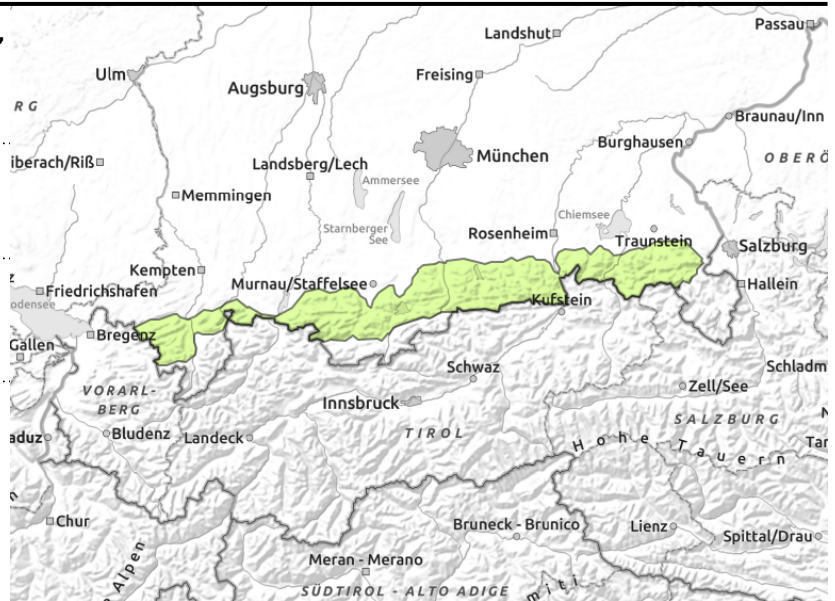 Passau
Landshut
Ulm
Freising
Augsburg
RG
Braunau/Inn
Burghausen
iberach/Riß
Landsberg/Lech
München
OBERÖ
Ammersee
Memmingen
Chiemsee
Starnberger
See
Rosenheim
Traunstein
Salzburg
Kempten
Murnau/Staffelsee
Hallein
z
Friedrichshafen
odensee
Kufstein
Bregenz
Gallen
Schwaz
Schladm
VORARL-
BERG
Zell/See
Innsbruck
SALZBURG
N
aduz
Bludenz
Landeck
TIROL
Hohe Tauern
Tar
n
Chur
Bruneck - Brunico
Lienz
Spittal/Drau
Meran - Merano
e Alpen
SÜDTIROL - ALTO ADIGE
miti